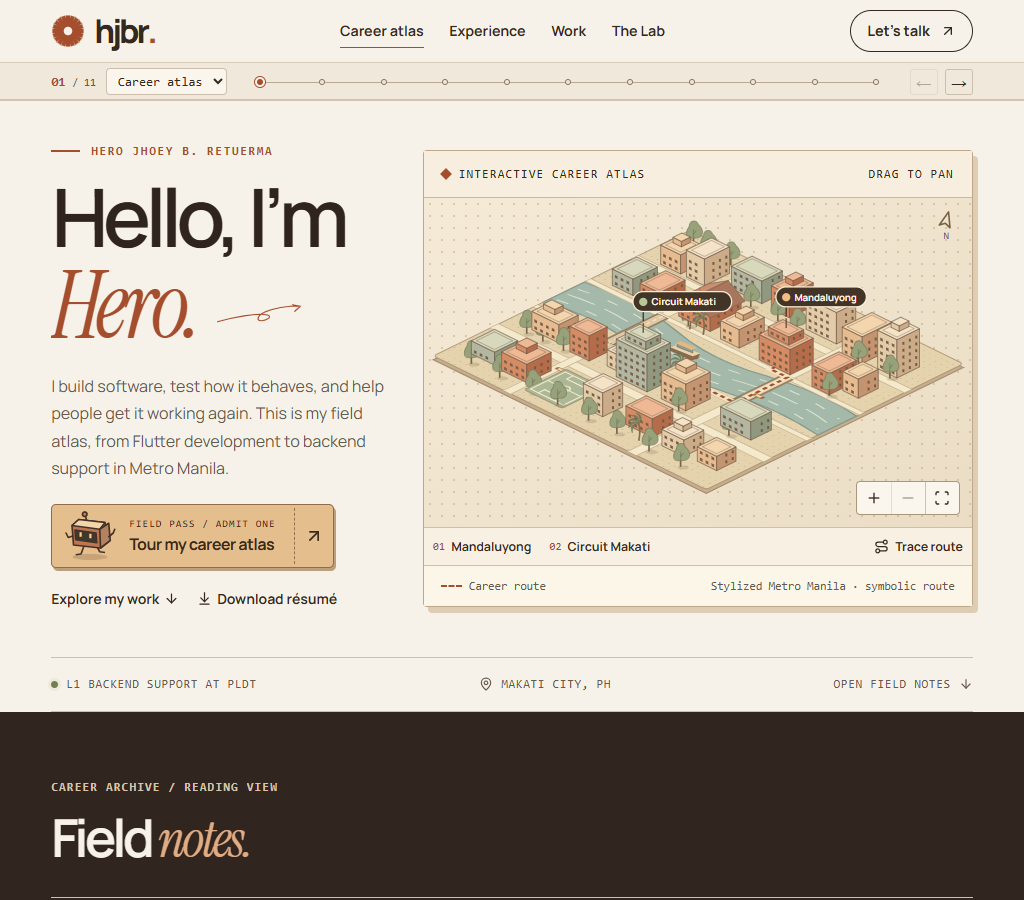 hjbr.
Career atlas
Experience
Work
The Lab
Let's talk
01 / 11
Career atlas
HERO JHOEY B. RETUERMA
Hello, I’m
Hero.
I build software, test how it behaves, and help
people get it working again. This is my field
atlas, from Flutter development to backend
support in Metro Manila.
FIELD PASS / ADMIT ONE
Tour my career atlas
Explore my work
Download résumé
INTERACTIVE CAREER ATLAS
DRAG TO PAN
N
Circuit Makati
Mandaluyong
01 Mandaluyong
02 Circuit Makati
Trace route
Career route
Stylized Metro Manila · symbolic route
L1 BACKEND SUPPORT AT PLDT
MAKATI CITY, PH
OPEN FIELD NOTES
CAREER ARCHIVE / READING VIEW
Field notes.